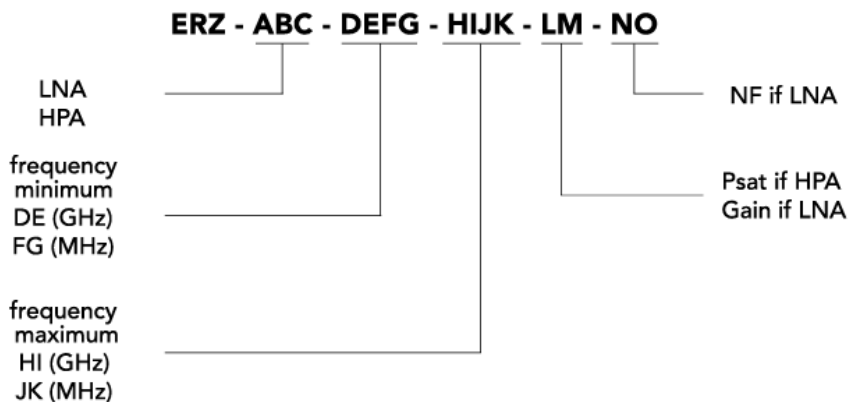 ERZ - ABC - DEFG - HIJK - LM - NO
LNA
HPA
frequency
minimum
DE (GHz)
FG (MHz)
frequency
maximum
HI (GHz)
JK (MHz)
NF if LNA
Psat if HPA
Gain if LNA